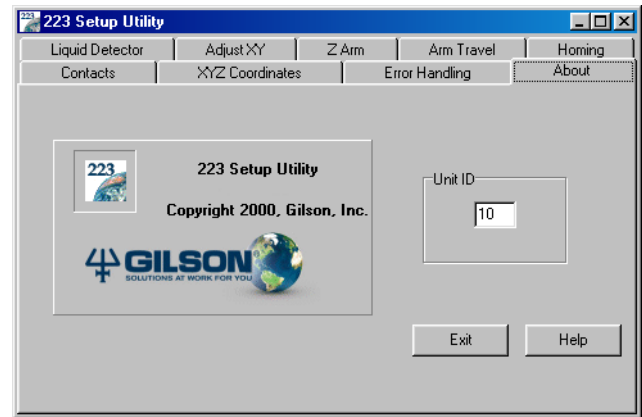 223 Setup Utility
Liquid Detector Adjust XY Z Arm Arm Travel Homing
Contacts XYZ Coordinates Error Handling About
223
223 Setup Utility
Copyright 2000, Gilson, Inc.
GILSON
SOLUTIONS AT WORK FOR YOU
Unit ID
10
Exit Help